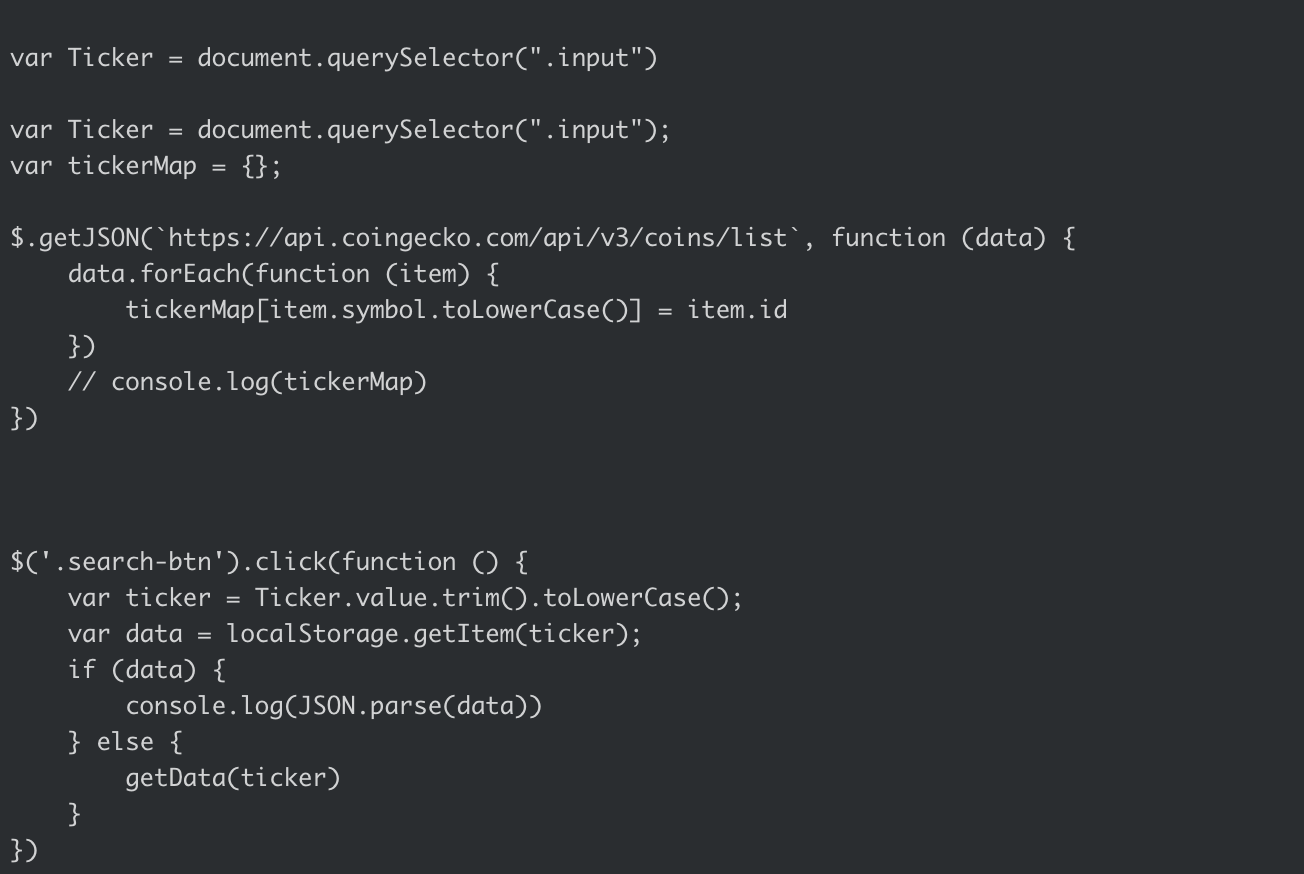 var Ticker = document.querySelector(".input")
var Ticker = document.querySelector(".input");
var tickerMap = {};
$.getJSON(`https://api.coingecko.com/api/v3/coins/list`, function (data) {
    data.forEach(function (item) {
        tickerMap[item.symbol.toLowerCase()] = item.id
    })
    // console.log(tickerMap)
})
$('.search-btn').click(function () {
    var ticker = Ticker.value.trim().toLowerCase();
    var data = localStorage.getItem(ticker);
    if (data) {
        console.log(JSON.parse(data))
    } else {
        getData(ticker)
    }
})